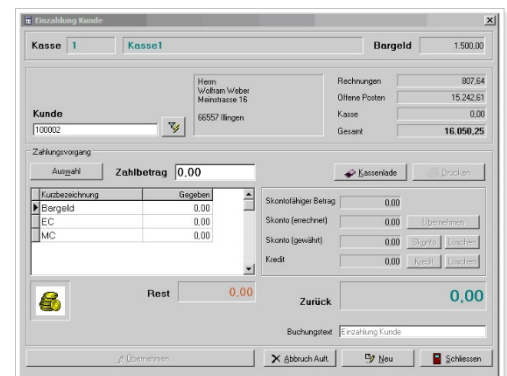 Einzahlung Kunde
Kasse 1 Kasse1 Bargeld 1.500,00
Herrn
Wolfram Weber
Meinstrasse 16
66557 Illingen
Rechnungen 807,64
Offene Posten 15.242,61
Kasse 0,00
Gesamt 16.050,25
Kunde
100002
Zahlungsvorgang
Auswahl Zahlbetrag 0,00 Kassenlade Drucken
Kurzbezeichnung Gegeben
Bargeld 0,00
EC 0,00
MC 0,00
Skontofähiger Betrag 0,00
Skonto (errechnet) 0,00 Übernehmen
Skonto (gewährt) 0,00 Skonto Löschen
Kredit 0,00 Kredit Löschen
Rest 0,00 Zurück 0,00
Buchungstext Einzahlung Kunde
Übernehmen Abbruch Auft. Neu Schliessen